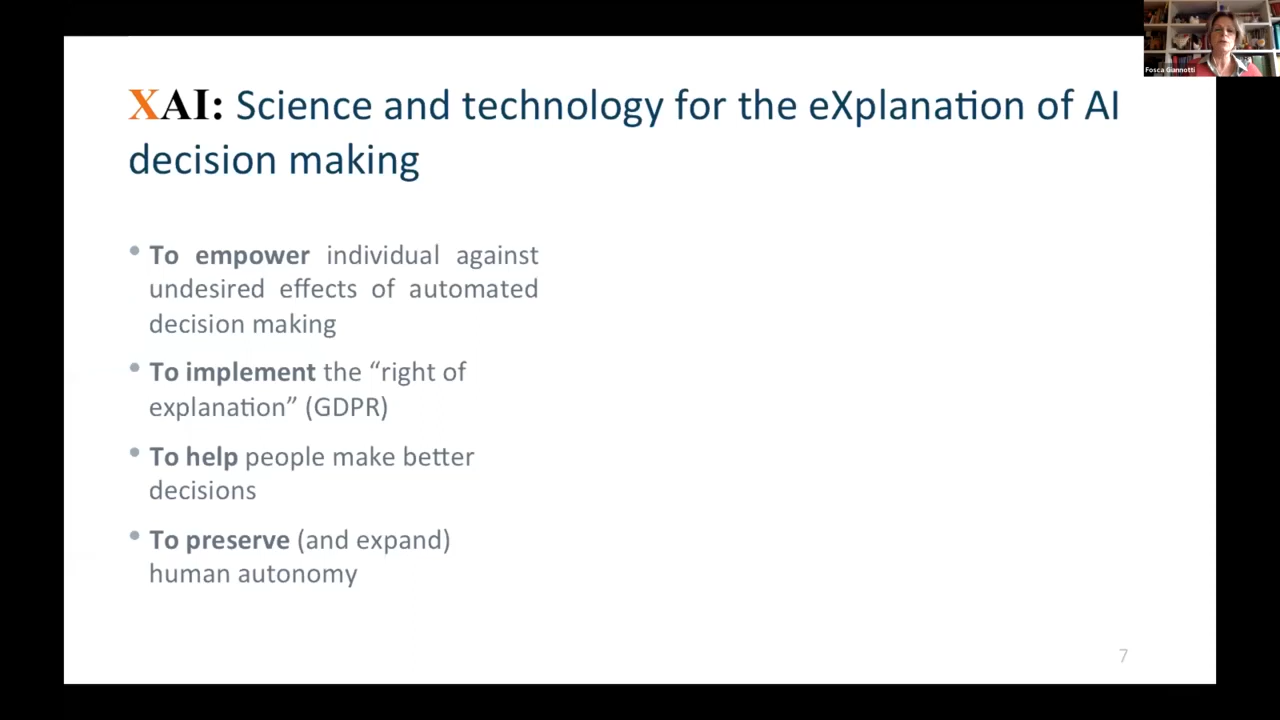 Fosca Giannotti
XAI: Science and technology for the eXplanation of AI
decision making
• To empower individual against
undesired effects of automated
decision making
• To implement the “right of
explanation” (GDPR)
• To help people make better
decisions
• To preserve (and expand)
human autonomy
7